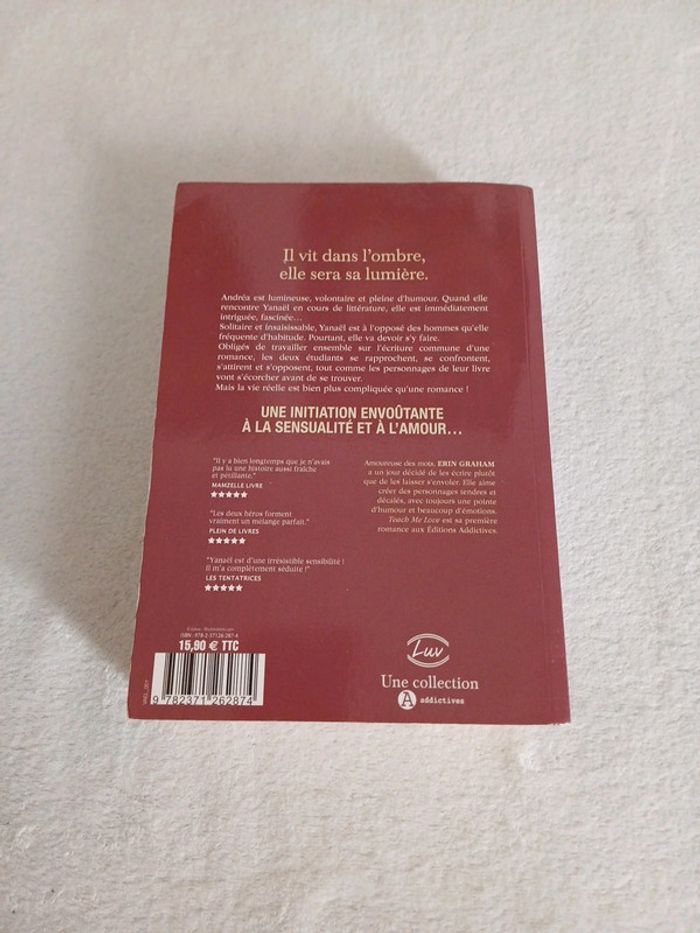 Il vit dans l'ombre,
elle sera sa lumière.
Andréa est lumineuse, volontaire et pleine d'humour. Quand elle
rencontre Yanaël en cours de littérature, elle est immédiatement
intriguée, fascinée...
Solitaire et insaisissable, Yanaël est à l'opposé des hommes qu'elle
fréquente d'habitude. Pourtant, elle va devoir s'y faire.
Obligés de travailler ensemble sur l'écriture commune d'une
romance, les deux étudiants se rapprochent, se confrontent,
s'attirent et s'opposent, tout comme les personnages de leur livre
vont s'écorcher avant de se trouver.
Mais la vie réelle est bien plus compliquée qu'une romance !
UNE INITIATION ENVOÛTANTE
À LA SENSUALITÉ ET À L'AMOUR...
"Il y a bien longtemps que je n'avais
pas lu une histoire aussi fraîche
et pétillante."
MAMZELLE LIVRE
★★★★★
"Les deux héros forment
vraiment un mélange parfait."
PLEIN DE LIVRES
★★★★★
"Yanaël est d'une irrésistible sensibilité !
Il m'a complètement séduite !"
LES TENTATRICES
★★★★★
Amoureuse des mots, ERIN GRAHAM
a un jour décidé de les écrire plutôt
que de les laisser s'envoler. Elle aime
créer des personnages tendres et
décalés, avec toujours une pointe
d'humour et beaucoup d'émotions.
Teach Me Love est sa première
romance aux Éditions Addictives.
ISBN : 978-2-37126-287-4
15,90 € TTC
9 782371 262874
Luv
Une collection
A addictives